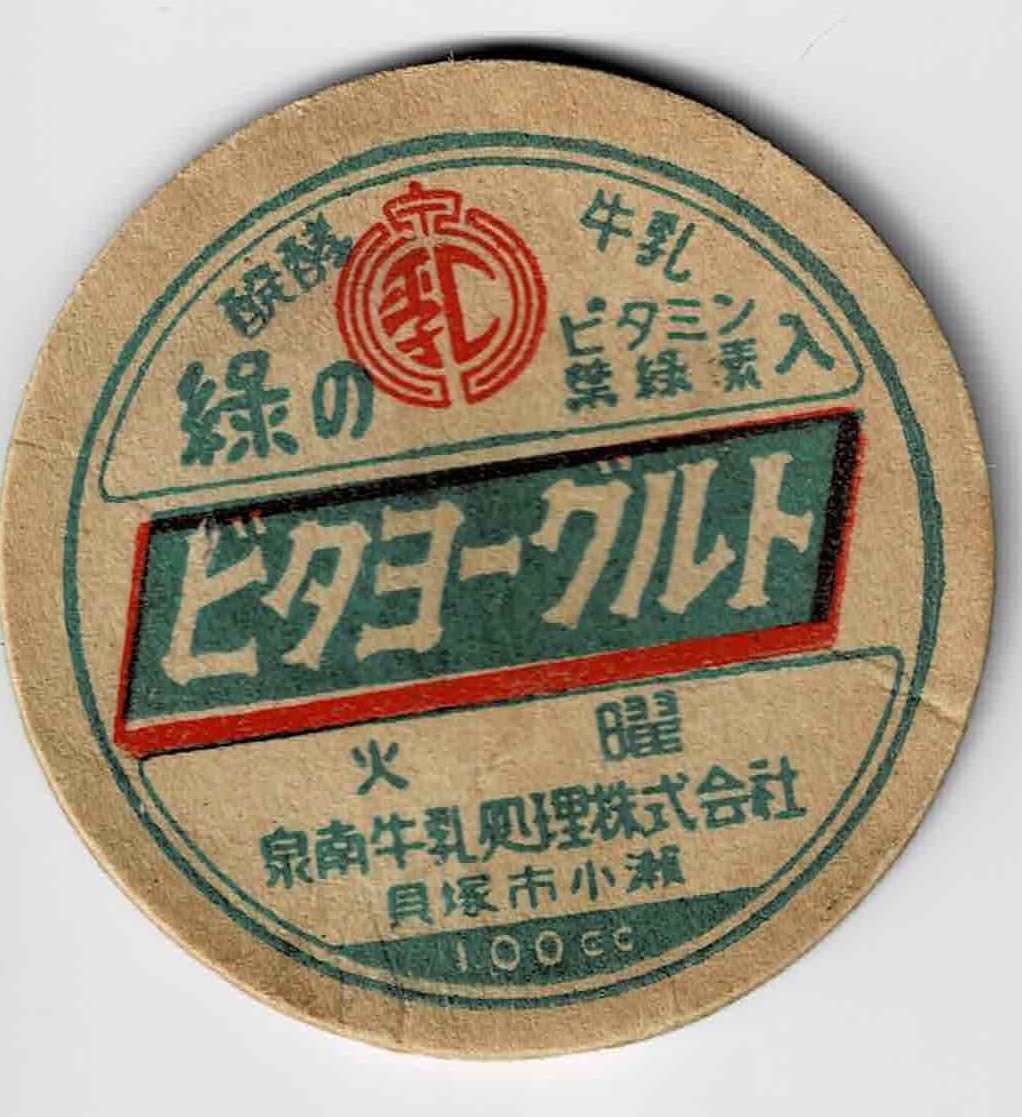 醗酵 牛乳
緑の
ビタミン
葉緑素入
ビタヨーグルト
火曜
泉南牛乳処理株式会社
貝塚市小瀬
100cc